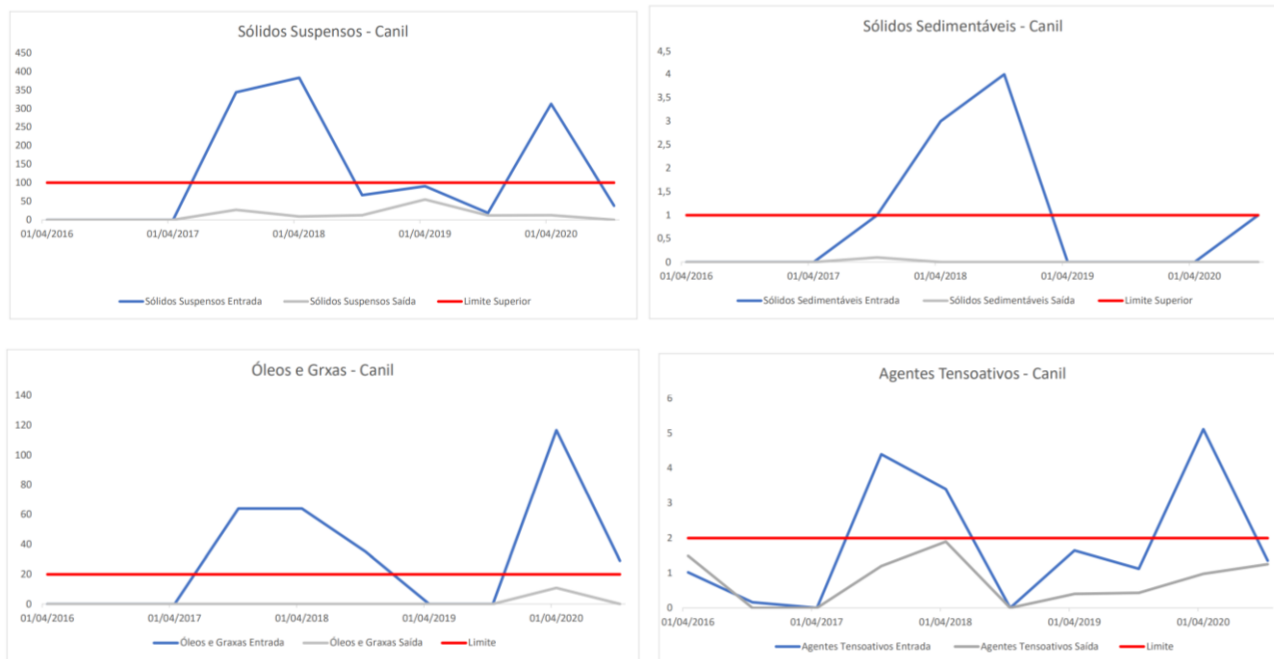 Sólidos Suspensos - Canil
450
400
350
300
250
200
150
100
50
0
01/04/2016 01/04/2017 01/04/2018 01/04/2019 01/04/2020
Sólidos Suspensos Entrada Sólidos Suspensos Saída Limite Superior
Sólidos Sedimentáveis - Canil
4,5
4
3,5
3
2,5
2
1,5
1
0,5
0
01/04/2016 01/04/2017 01/04/2018 01/04/2019 01/04/2020
Sólidos Sedimentáveis Entrada Sólidos Sedimentáveis Saída Limite Superior
Óleos e Grxas - Canil
140
120
100
80
60
40
20
0
01/04/2016 01/04/2017 01/04/2018 01/04/2019 01/04/2020
Óleos e Graxas Entrada Óleos e Graxas Saída Limite
Agentes Tensoativos - Canil
6
5
4
3
2
1
0
01/04/2016 01/04/2017 01/04/2018 01/04/2019 01/04/2020
Agentes Tensoativos Entrada Agentes Tensoativos Saída Limite